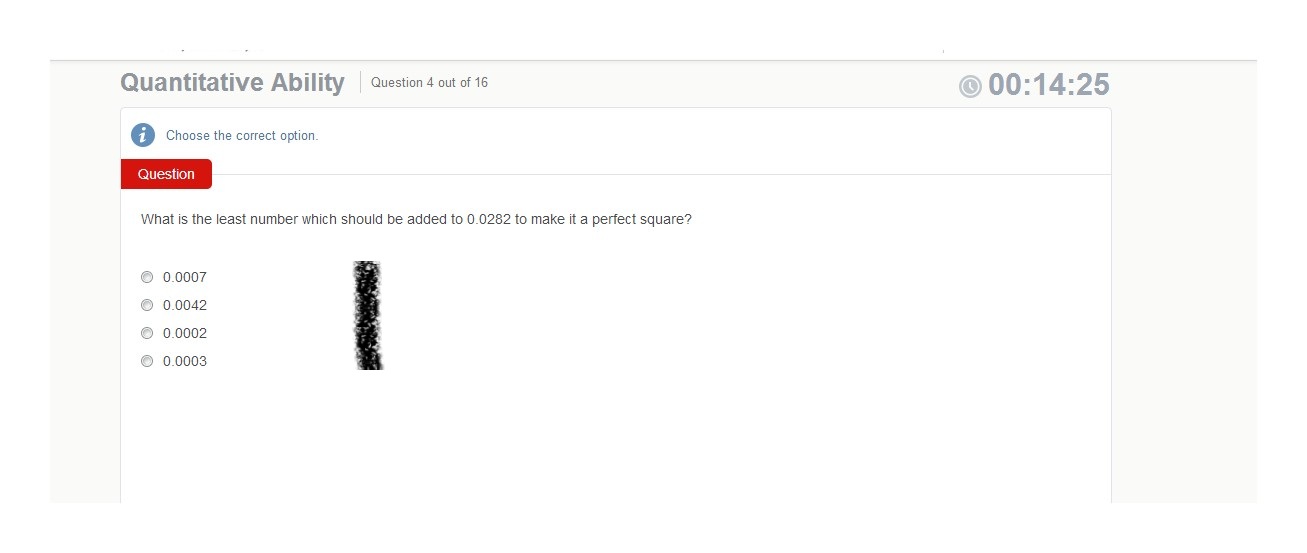 Quantitative Ability
Question 4 out of 16
00:14:25
Choose the correct option.
Question
What is the least number which should be added to 0.0282 to make it a perfect square?
0.0007
0.0042
0.0002
0.0003